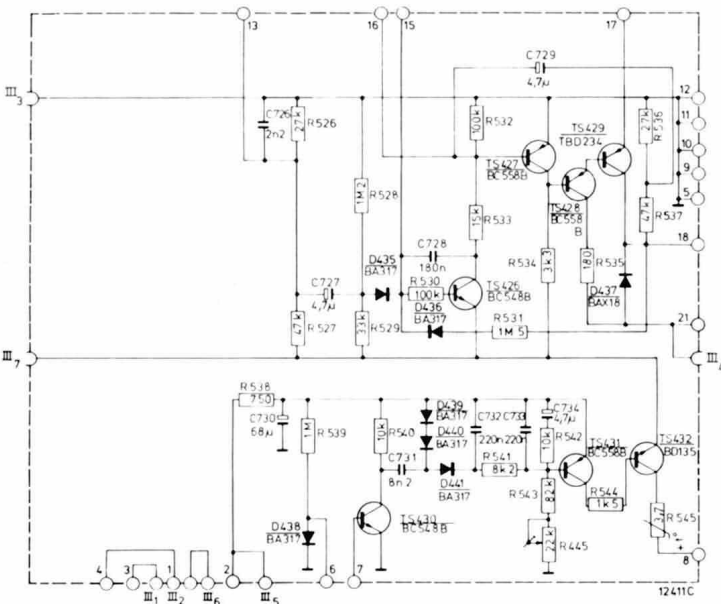 13
16
15
17
C729
4,7µ
III3
12
C726
2n2
27k
R526
100k
R532
TS429
TBD234
27k
R536
11
TS427
BC558B
10
9
5
1M2
R528
TS428
BC558
B
47k
R537
15k
R533
18
C728
180n
R534
3k3
180
R535
D435
BA317
C727
4,7µ
R530
100k
TS426
BC548B
D437
BAX18
D436
BA317
R531
1M5
21
47k
R527
33k
R529
III7
III4
R538
750
C730
68µ
1M
R539
10k
R540
D439
BA317
D440
BA317
C732
220n
C733
220n
C734
4,7µ
10k
R542
TS431
BC558B
TS432
BD135
C731
8n2
D441
BA317
R541
8k2
R543
82k
R544
1k5
TS430
BC548B
D438
BA317
22k
R445
3,7
R545
+t°
4
3
1
2
6
7
8
III1
III2
III6
III5
12411C